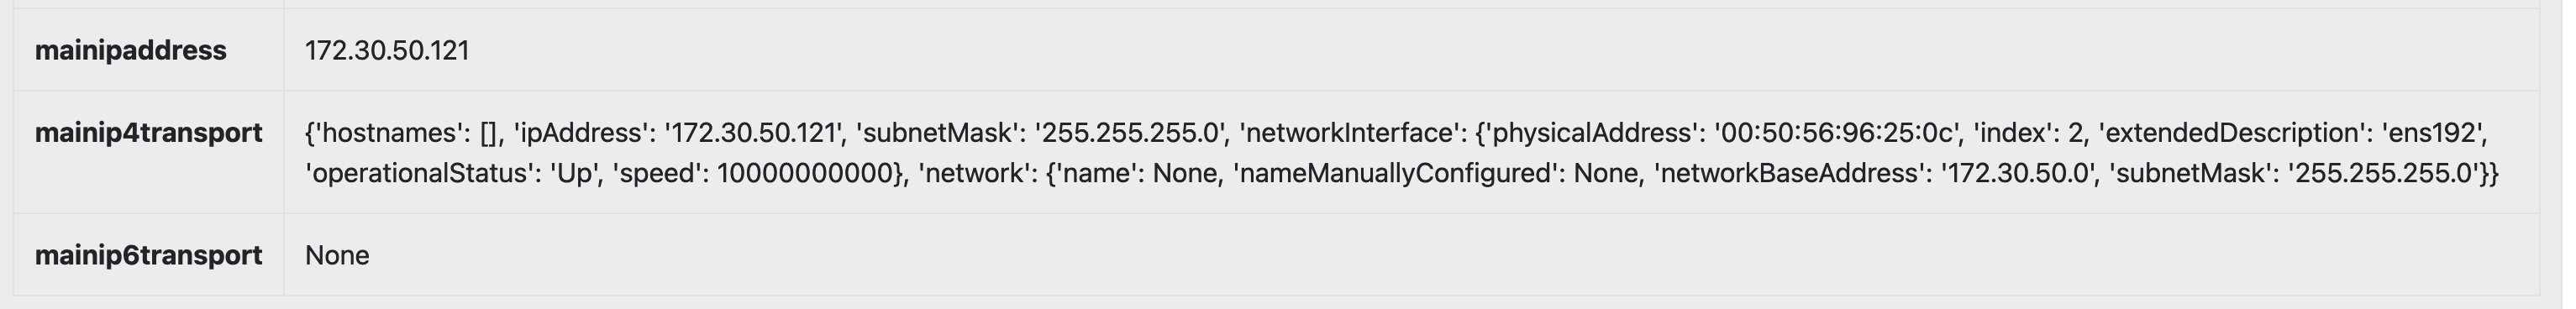 mainipaddress 172.30.50.121
mainip4transport {'hostnames': [], 'ipAddress': '172.30.50.121', 'subnetMask': '255.255.255.0', 'networkInterface': {'physicalAddress': '00:50:56:96:25:0c', 'index': 2, 'extendedDescription': 'ens192',
'operationalStatus': 'Up', 'speed': 10000000000}, 'network': {'name': None, 'nameManuallyConfigured': None, 'networkBaseAddress': '172.30.50.0', 'subnetMask': '255.255.255.0'}}
mainip6transport None